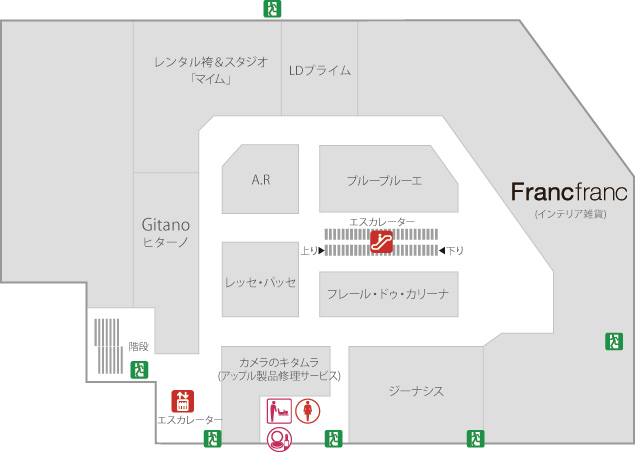 レンタル袴&スタジオ
「マイム」
LDプライム
A.R
ブルーブルーエ
Francfranc
(インテリア雑貨)
Gitano
ヒターノ
エスカレーター
上り
下り
レッセ・パッセ
フレール・ドゥ・カリーナ
階段
カメラのキタムラ
(アップル製品修理サービス)
ジーナシス
エスカレーター